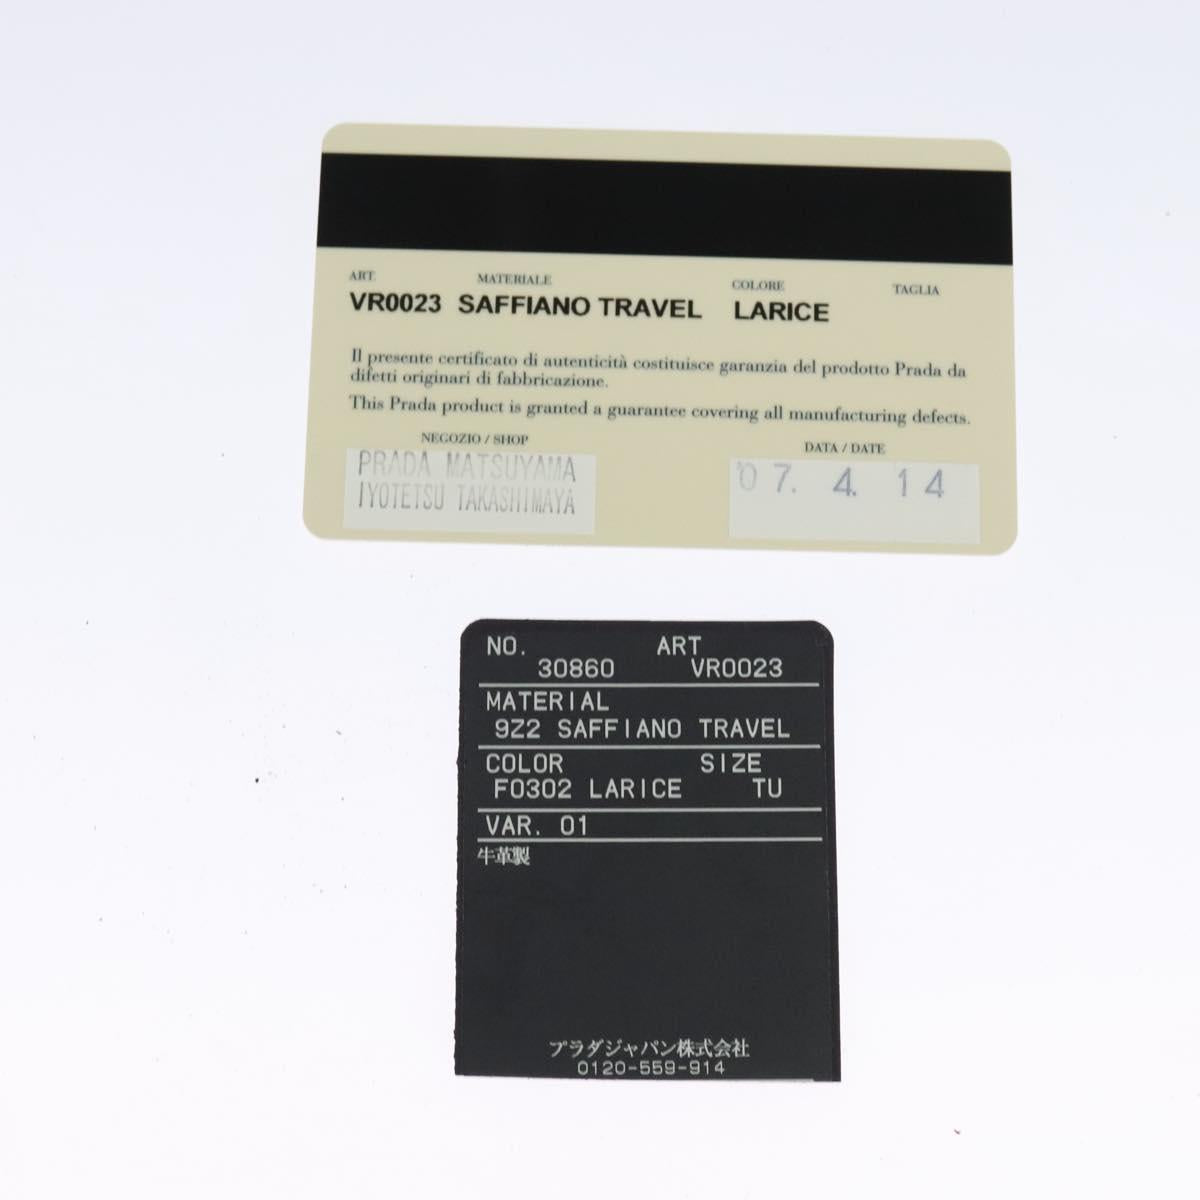 ART. MATERIALE COLORE TAGLIA
VR0023 SAFFIANO TRAVEL LARICE
Il presente certificato di autenticità costituisce garanzia del prodotto Prada da
difetti originari di fabbricazione.
This Prada product is granted a guarantee covering all manufacturing defects.
NEGOZIO / SHOP DATA / DATE
PRADA MATSUYAMA
IYOTETSU TAKASHIMAYA
'07. 4. 14
NO. ART
30860 VR0023
MATERIAL
9Z2 SAFFIANO TRAVEL
COLOR SIZE
F0302 LARICE TU
VAR. 01
牛革製
プラダジャパン株式会社
0120-559-914